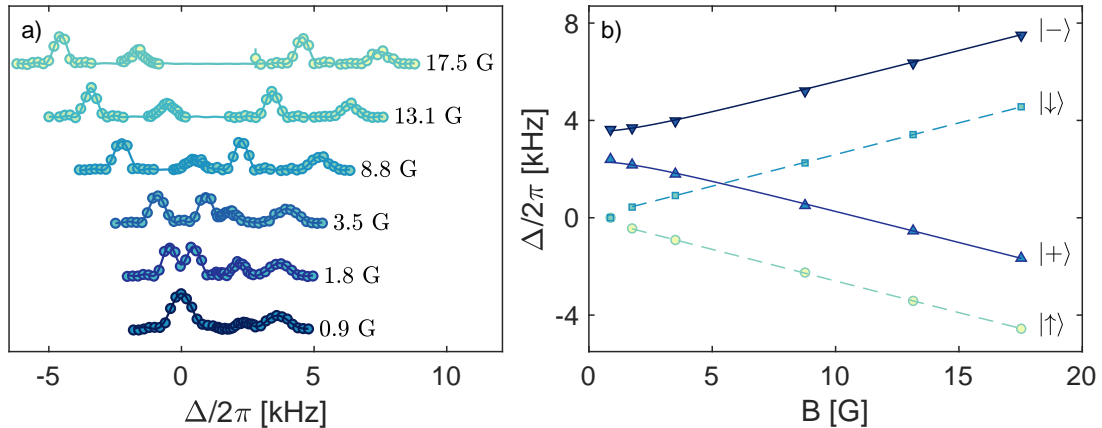 a)
17.5 G
13.1 G
8.8 G
3.5 G
1.8 G
0.9 G
-5 0 5 10
Δ/2π [kHz]
b)
|−⟩
|↓⟩
|+⟩
|↑⟩
8
4
0
-4
Δ/2π [kHz]
0 5 10 15 20
B [G]